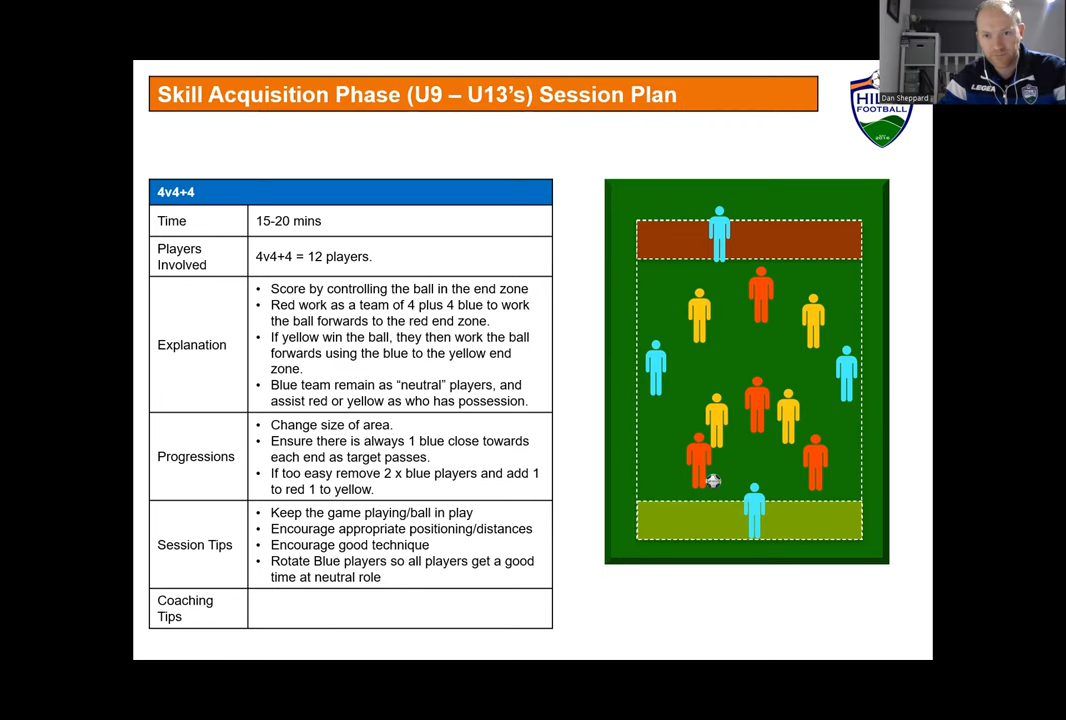 Skill Acquisition Phase (U9 – U13's) Session Plan
Dan Sheppard
LEGEA
FOOTBALL
4v4+4
Time
15-20 mins
Players
Involved
4v4+4 = 12 players.
Explanation
• Score by controlling the ball in the end zone
• Red work as a team of 4 plus 4 blue to work
the ball forwards to the red end zone.
• If yellow win the ball, they then work the ball
forwards using the blue to the yellow end
zone.
• Blue team remain as “neutral” players, and
assist red or yellow as who has possession.
Progressions
• Change size of area.
• Ensure there is always 1 blue close towards
each end as target passes.
• If too easy remove 2 x blue players and add 1
to red 1 to yellow.
Session Tips
• Keep the game playing/ball in play
• Encourage appropriate positioning/distances
• Encourage good technique
• Rotate Blue players so all players get a good
time at neutral role
Coaching
Tips